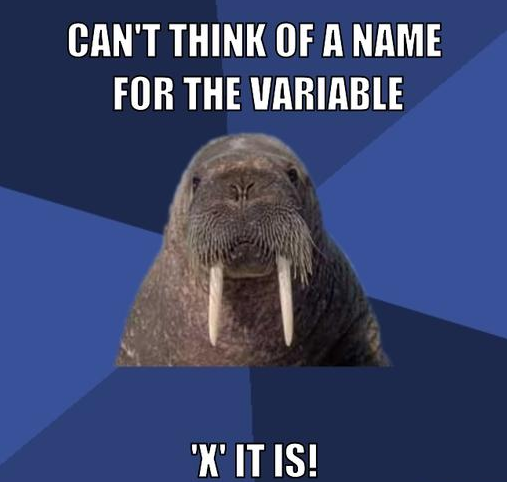 CAN'T THINK OF A NAME
FOR THE VARIABLE
'X' IT IS!